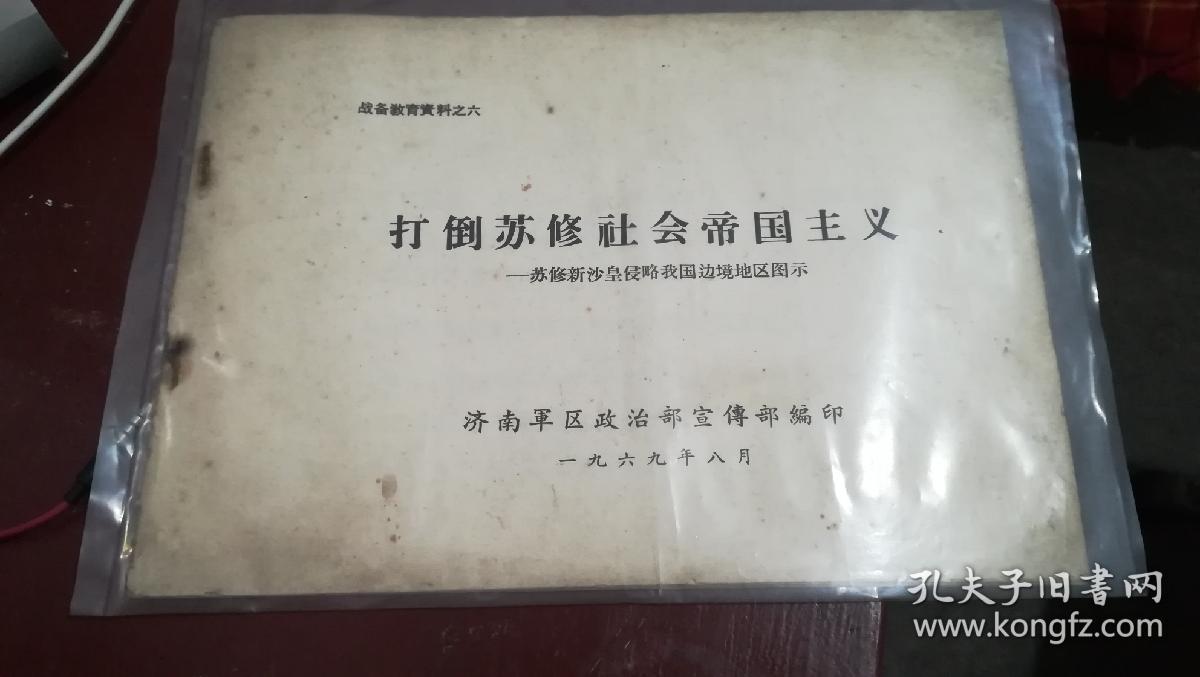 战备教育資料之六
打倒苏修社会帝国主义
—苏修新沙皇侵略我国边境地区图示
济南軍区政治部宣傳部編印
一九六九年八月
孔夫子旧書网
www.kongfz.com